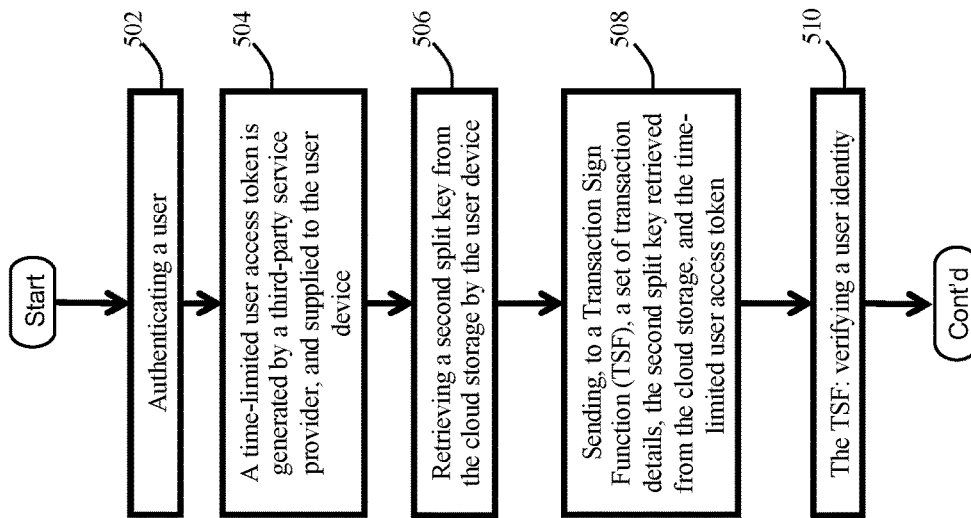 Start
502
Authenticating a user
504
A time-limited user access token is
generated by a third-party service
provider, and supplied to the user
device
506
Retrieving a second split key from
the cloud storage by the user device
508
Sending, to a Transaction Sign
Function (TSF), a set of transaction
details, the second split key retrieved
from the cloud storage, and the time-
limited user access token
510
The TSF: verifying a user identity
Cont'd